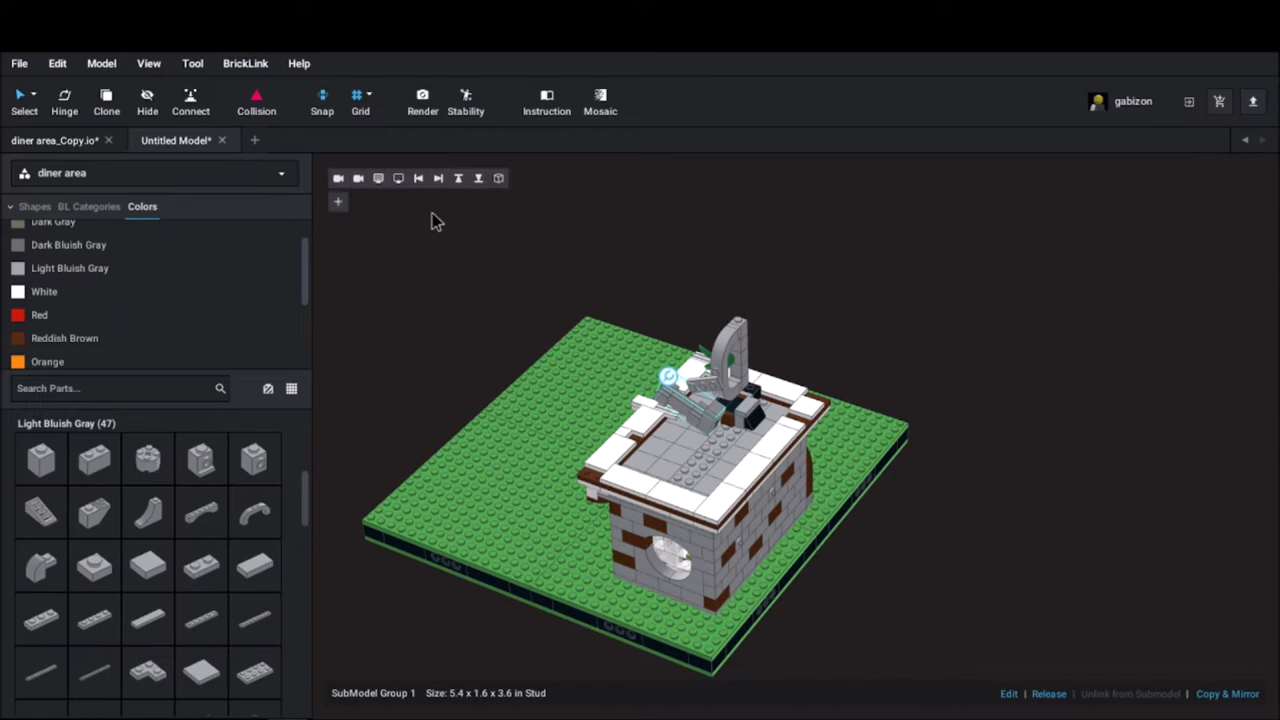 File Edit Model View Tool BrickLink Help
Select Hinge Clone Hide Connect Collision Snap Grid Render Stability Instruction Mosaic gabizon
diner area_Copy.io* Untitled Model*
diner area
Shapes BL Categories Colors
Dark Gray
Dark Bluish Gray
Light Bluish Gray
White
Red
Reddish Brown
Orange
Search Parts...
Light Bluish Gray (47)
SubModel Group 1 Size: 5.4 x 1.6 x 3.6 in Stud Edit | Release | Unlink from Submodel | Copy & Mirror